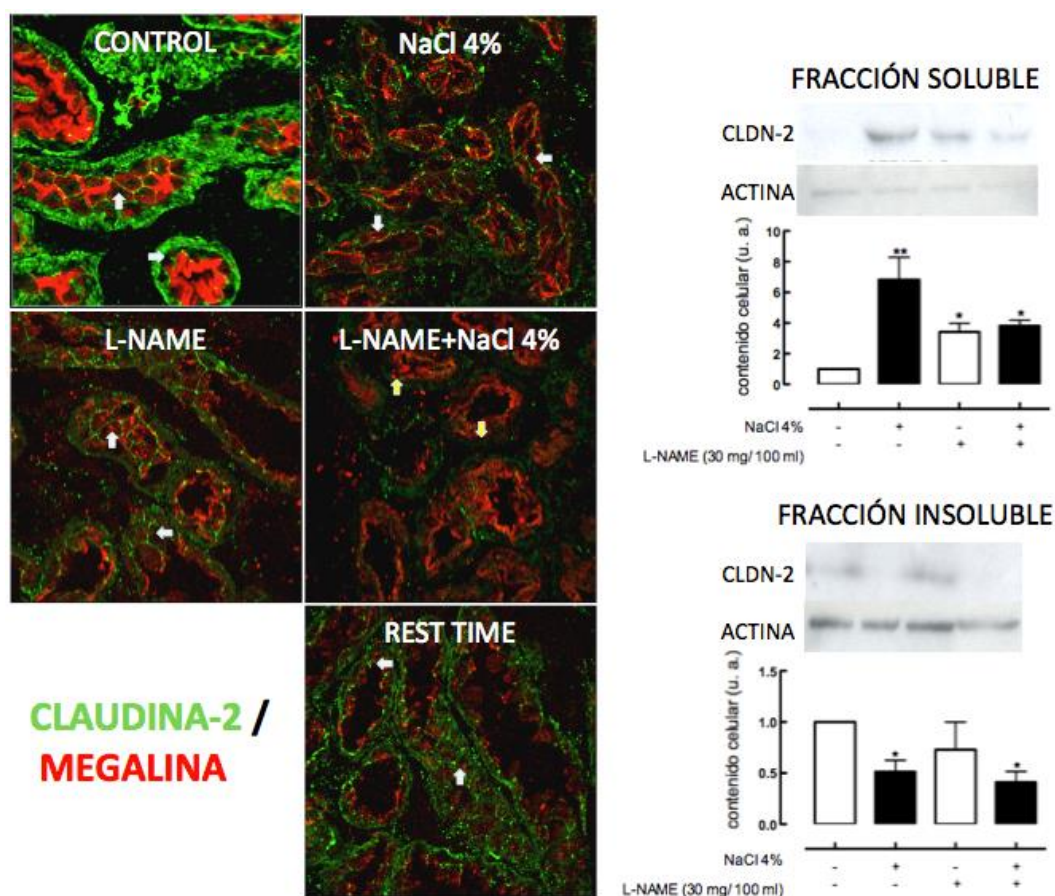 CONTROL
NaCl 4%
L-NAME
L-NAME+NaCl 4%
REST TIME
CLAUDINA-2 /
MEGALINA
FRACCIÓN SOLUBLE
CLDN-2
ACTINA
contenido celular (u. a.)
10
8
6
4
2
0
**
*
*
NaCl 4% - + - +
L-NAME (30 mg/ 100 ml) - - + +
FRACCIÓN INSOLUBLE
CLDN-2
ACTINA
contenido celular (u. a.)
1.5
1.0
0.5
0.0
*
*
NaCl 4% - + - +
L-NAME (30 mg/ 100 ml) - - + +